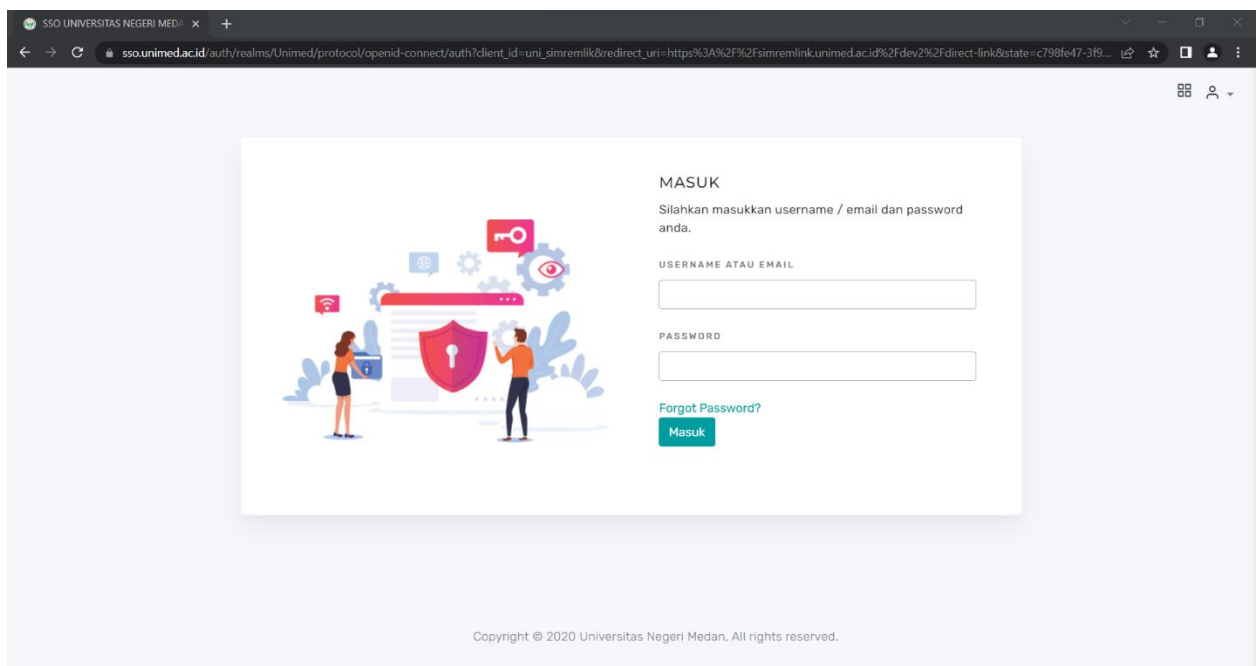 SSO UNIVERSITAS NEGERI MEDA
sso.unimed.ac.id/auth/realms/Unimed/protocol/openid-connect/auth?client_id=uni_simremlik&redirect_uri=https%3A%2F%2Fsimremlink.unimed.ac.id%2Fdev2%2Fdirect-link&state=c798fe47-3f9...
MASUK
Silahkan masukkan username / email dan password
anda.
USERNAME ATAU EMAIL
PASSWORD
Forgot Password?
Masuk
Copyright © 2020 Universitas Negeri Medan, All rights reserved.